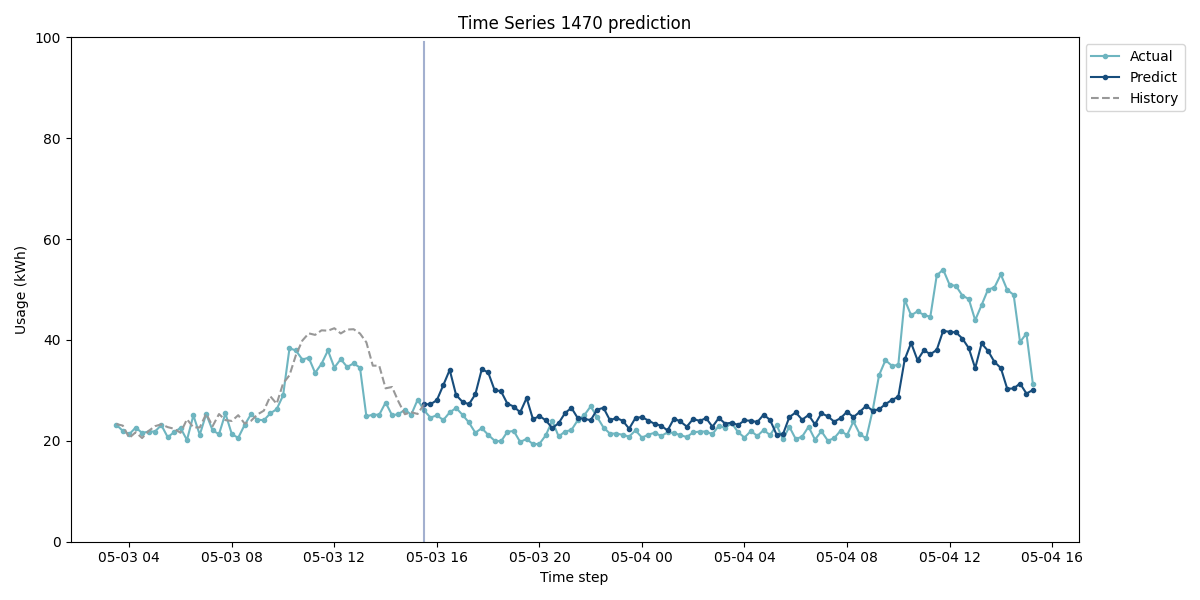 Time Series 1470 prediction
100
80
60
40
20
0
Usage (kWh)
05-03 04
05-03 08
05-03 12
05-03 16
05-03 20
05-04 00
05-04 04
05-04 08
05-04 12
05-04 16
Time step
Actual
Predict
History